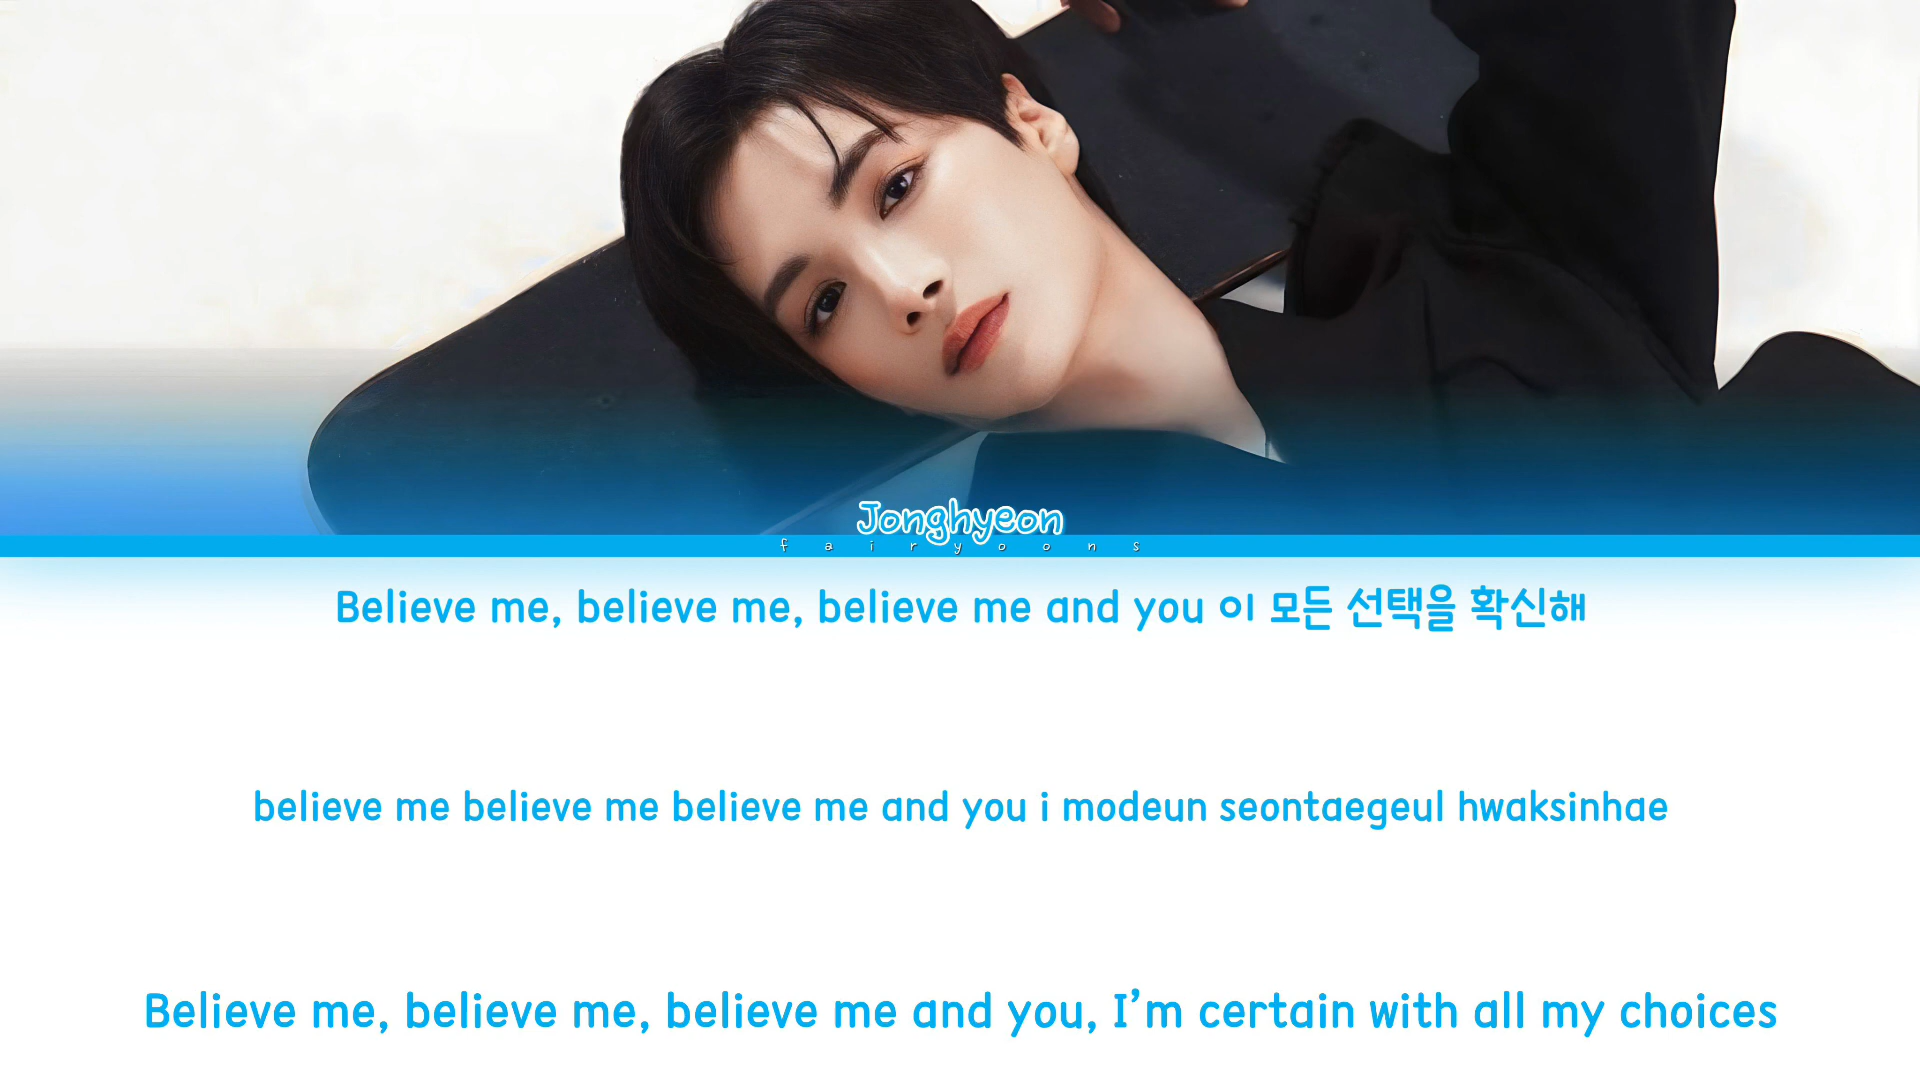 Jonghyeon
fairyoons
Believe me, believe me, believe me and you 이 모든 선택을 확신해
believe me believe me believe me and you i modeun seontaegeul hwaksinhae
Believe me, believe me, believe me and you, I’m certain with all my choices